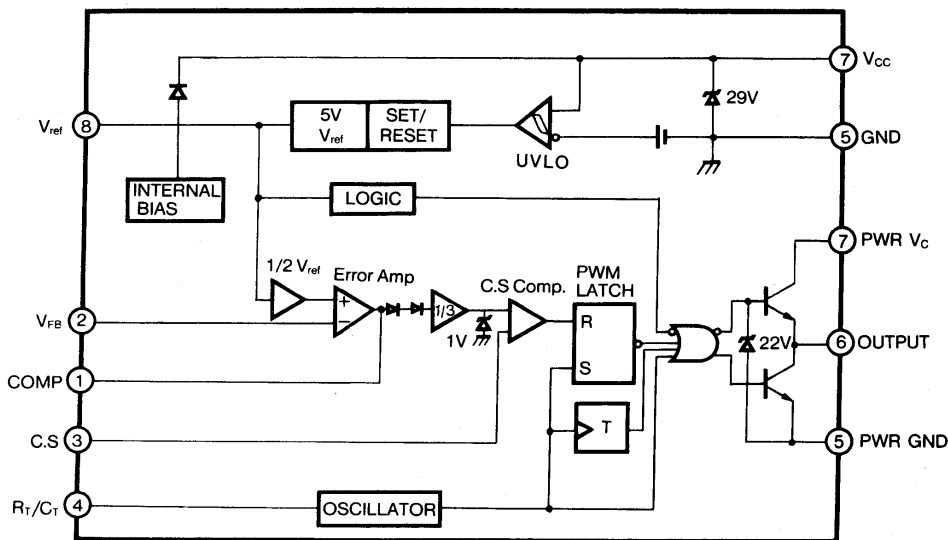 7 VCC
29V
Vref 8
5V Vref
SET/ RESET
UVLO
5 GND
INTERNAL BIAS
LOGIC
7 PWR VC
1/2 Vref
Error Amp
C.S Comp.
PWM LATCH
+
−
1/3
1V
R
S
VFB 2
22V
6 OUTPUT
COMP 1
T
C.S 3
5 PWR GND
RT/CT 4
OSCILLATOR